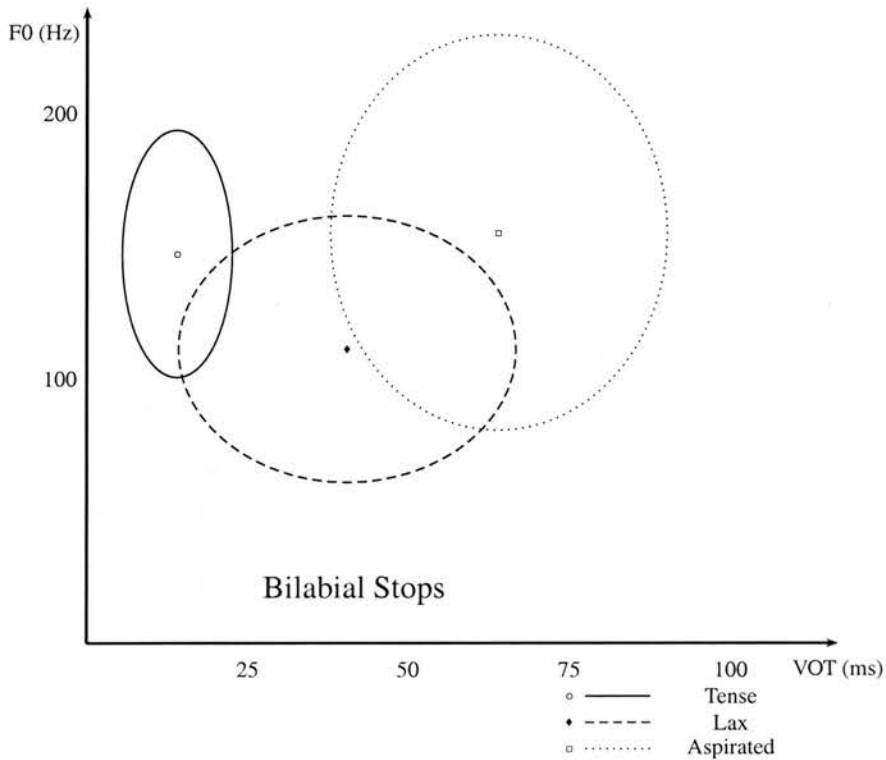 F0 (Hz)
200
100
Bilabial Stops
25 50 75 100 VOT (ms)
Tense
Lax
Aspirated